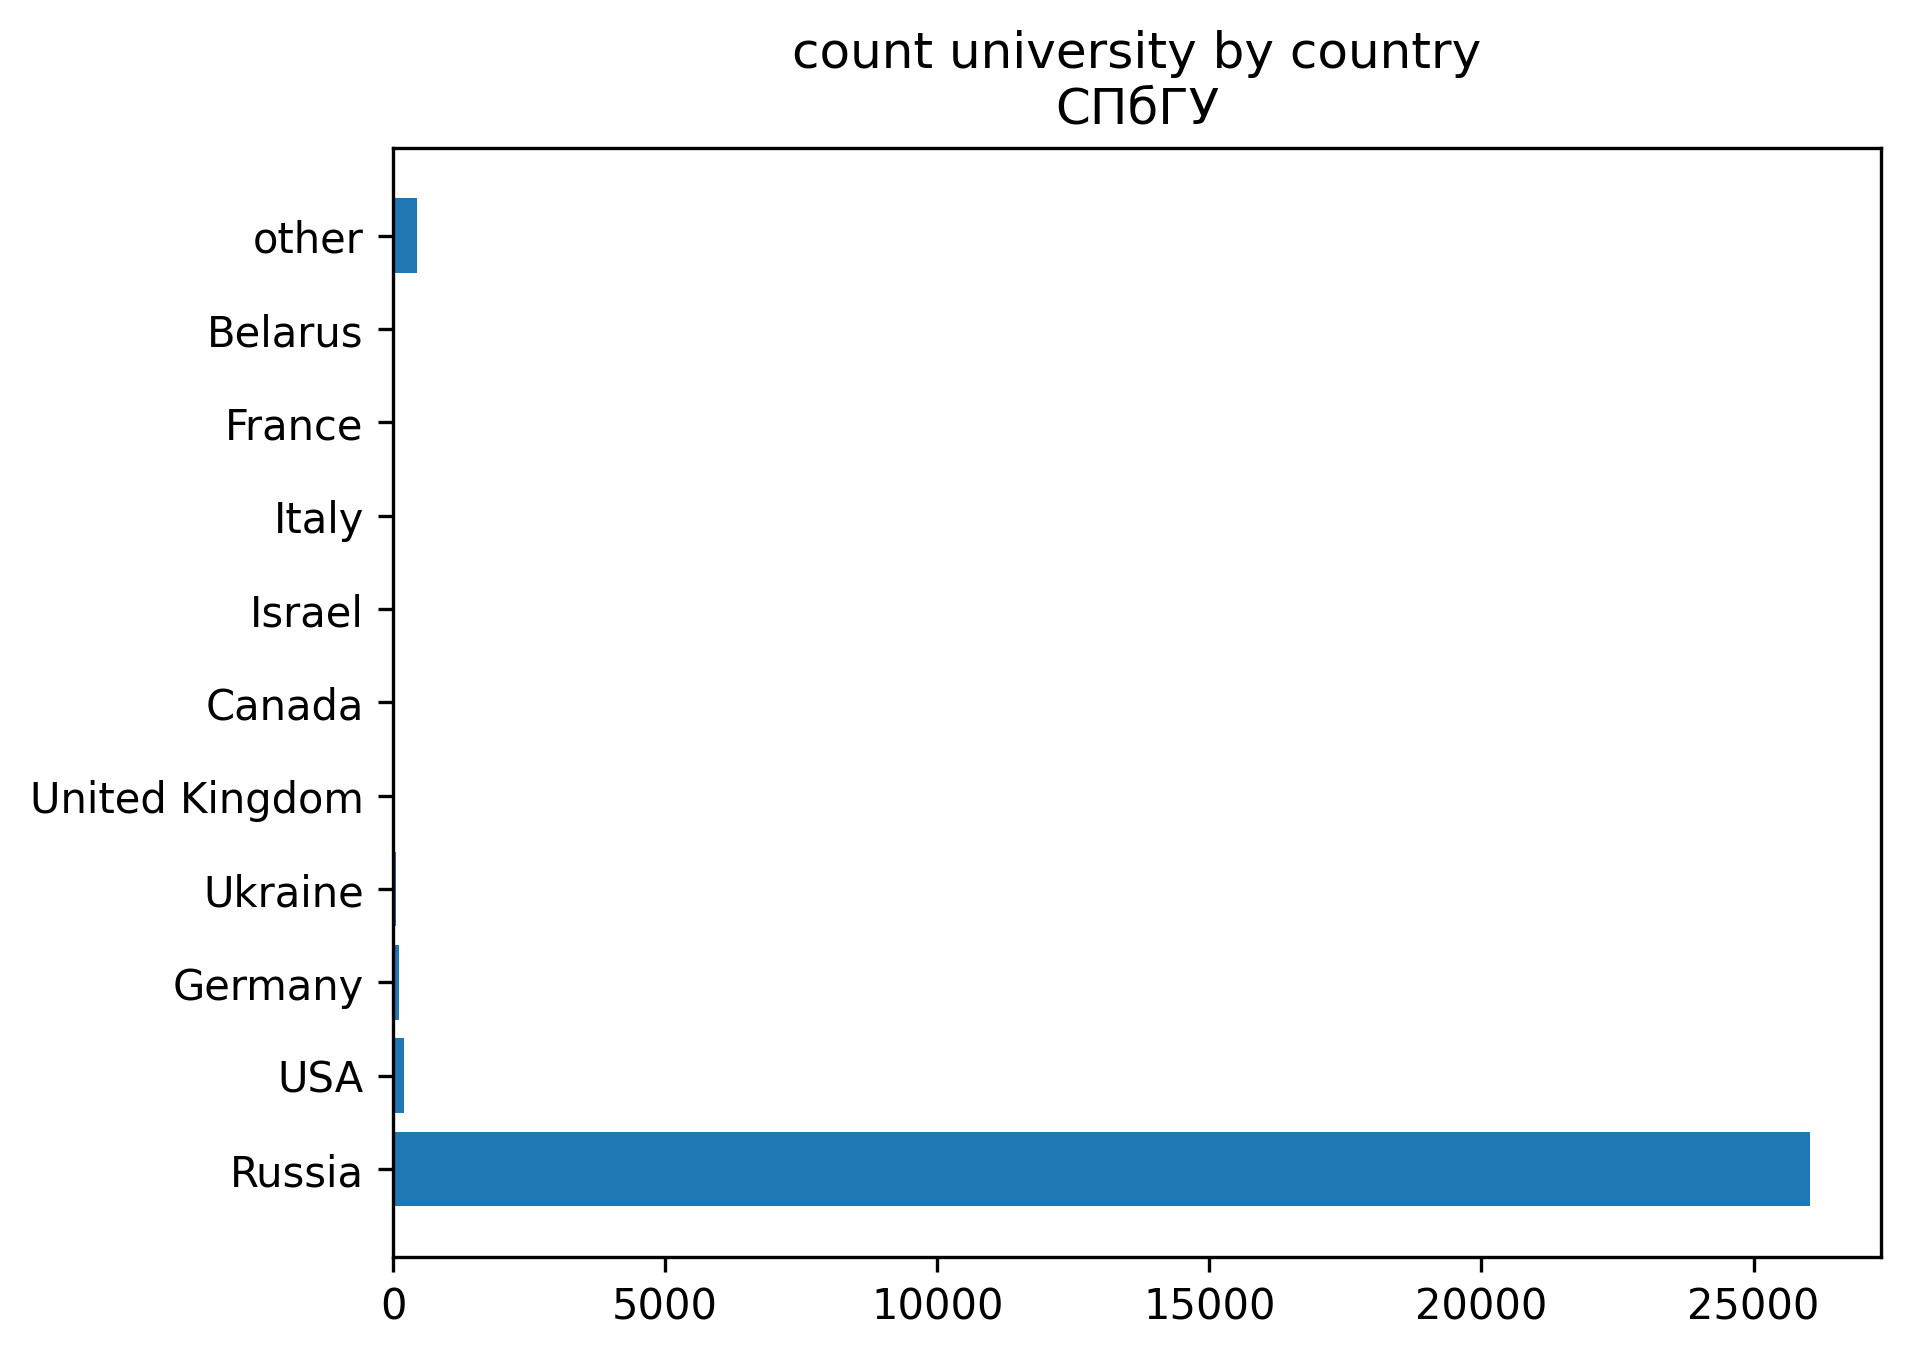 count university by country
СПбГУ
other
Belarus
France
Italy
Israel
Canada
United Kingdom
Ukraine
Germany
USA
Russia
0 5000 10000 15000 20000 25000